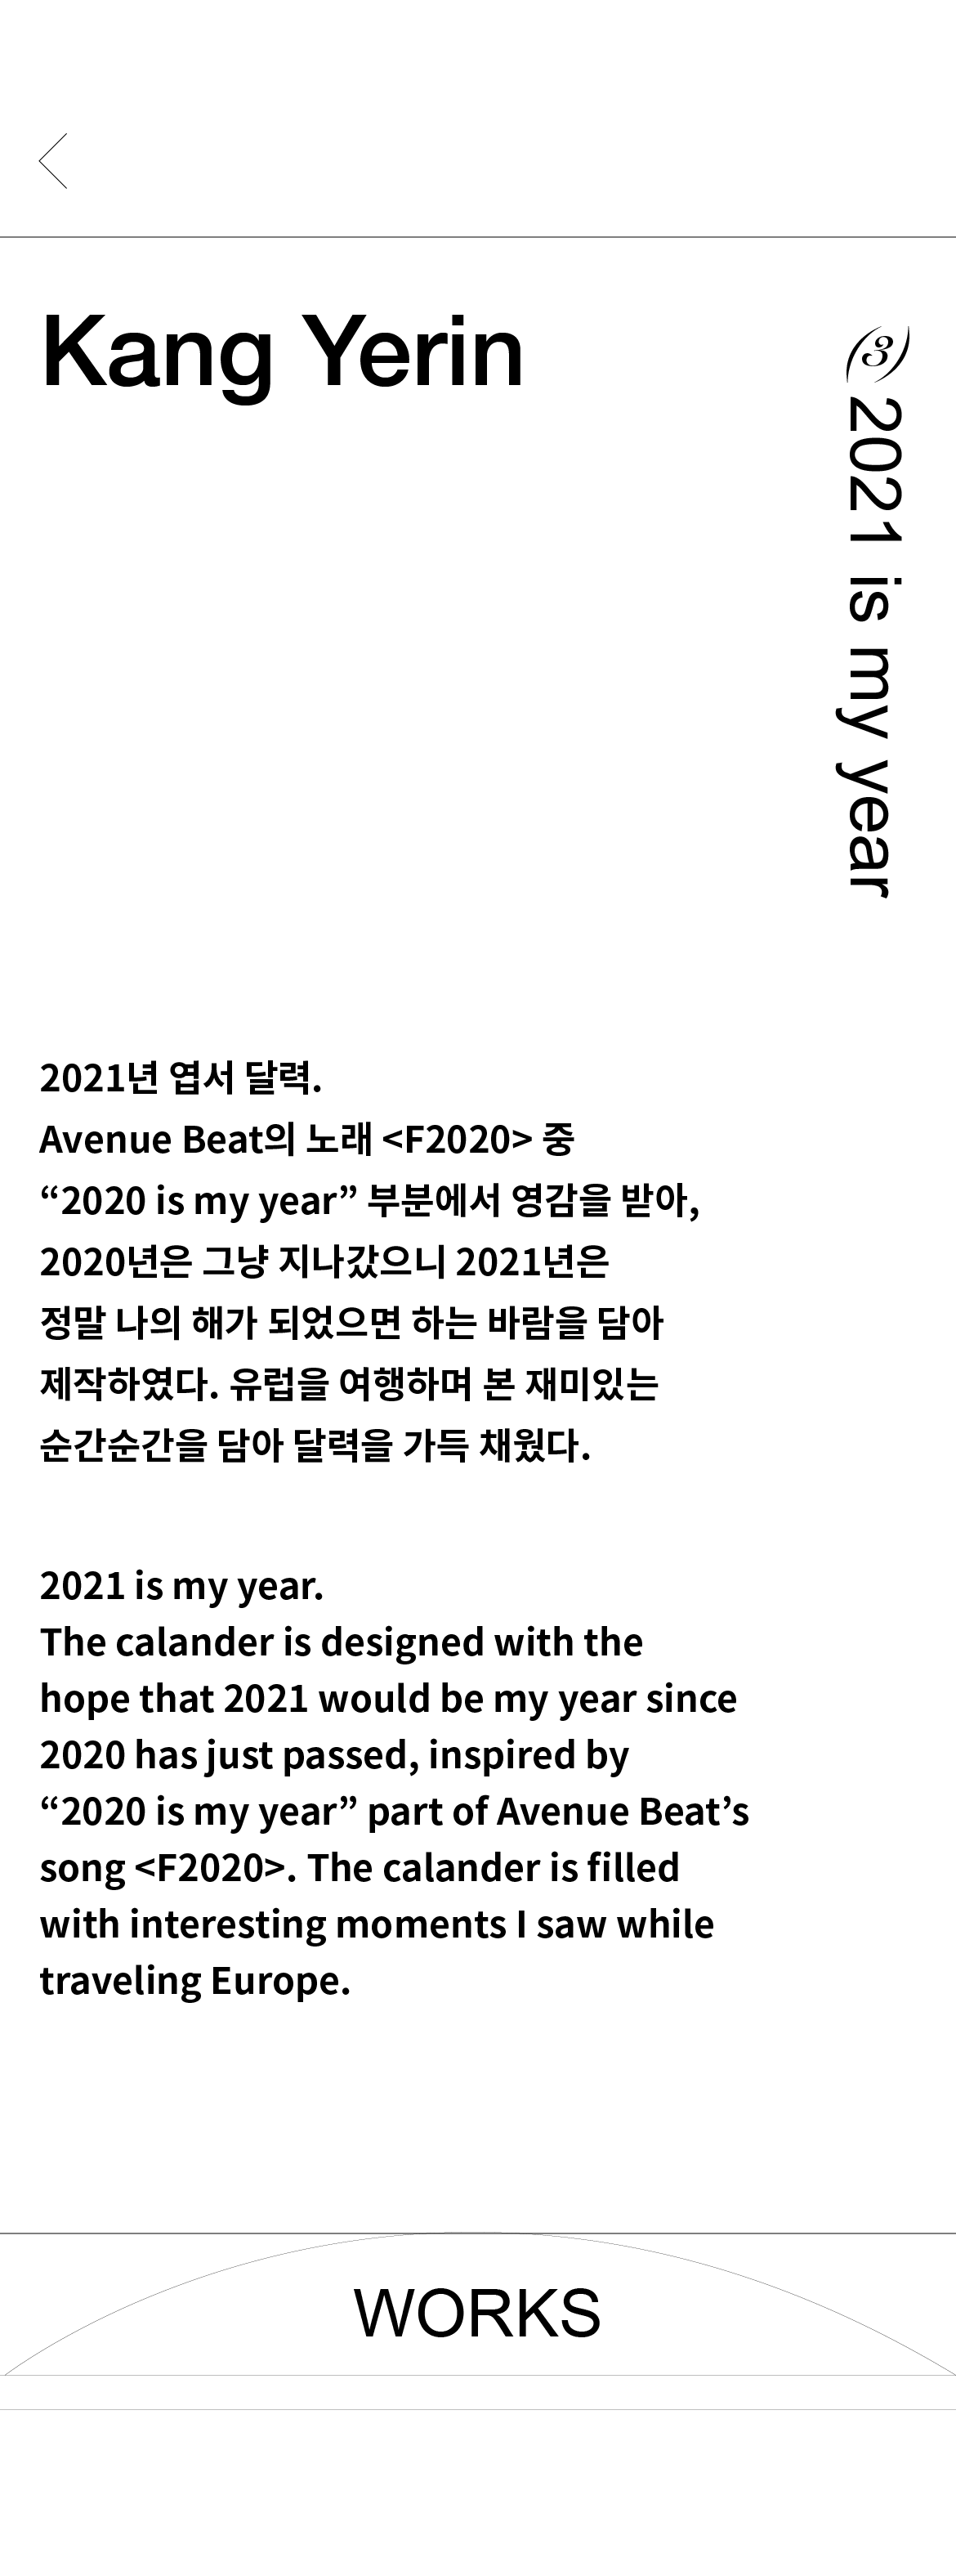 Kang Yerin
(3) 2021 is my year
2021년 엽서 달력.
Avenue Beat의 노래 <F2020> 중
“2020 is my year” 부분에서 영감을 받아,
2020년은 그냥 지나갔으니 2021년은
정말 나의 해가 되었으면 하는 바람을 담아
제작하였다. 유럽을 여행하며 본 재미있는
순간순간을 담아 달력을 가득 채웠다.
2021 is my year.
The calander is designed with the
hope that 2021 would be my year since
2020 has just passed, inspired by
“2020 is my year” part of Avenue Beat’s
song <F2020>. The calander is filled
with interesting moments I saw while
traveling Europe.
WORKS